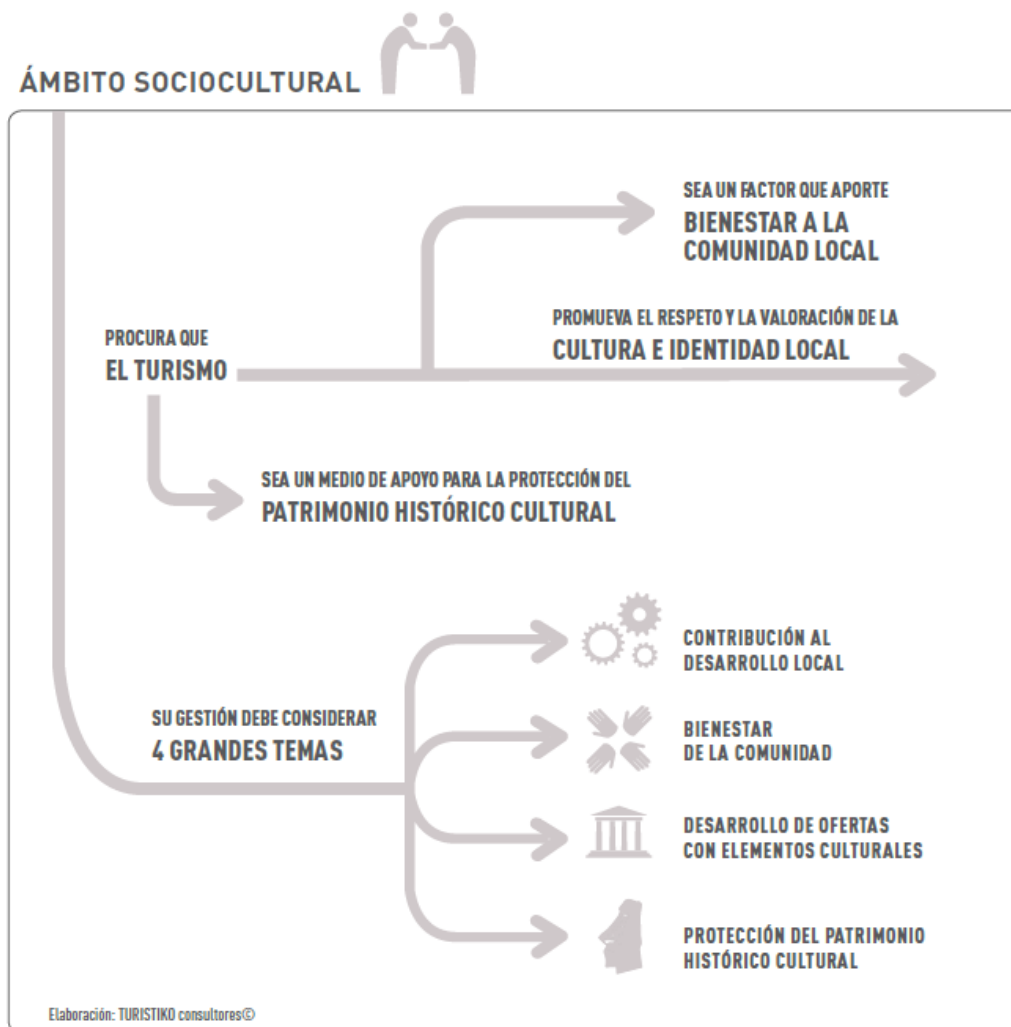 ÁMBITO SOCIOCULTURAL
SEA UN FACTOR QUE APORTE
BIENESTAR A LA
COMUNIDAD LOCAL
PROMUEVA EL RESPETO Y LA VALORACIÓN DE LA
CULTURA E IDENTIDAD LOCAL
PROCURA QUE
EL TURISMO
SEA UN MEDIO DE APOYO PARA LA PROTECCIÓN DEL
PATRIMONIO HISTÓRICO CULTURAL
SU GESTIÓN DEBE CONSIDERAR
4 GRANDES TEMAS
CONTRIBUCIÓN AL
DESARROLLO LOCAL
BIENESTAR
DE LA COMUNIDAD
DESARROLLO DE OFERTAS
CON ELEMENTOS CULTURALES
PROTECCIÓN DEL PATRIMONIO
HISTÓRICO CULTURAL
Elaboración: TURISTIKO consultores©